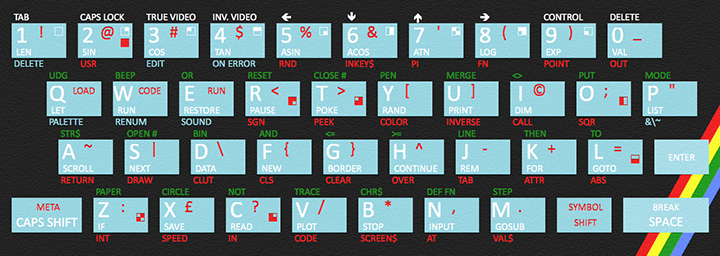 TAB CAPS LOCK TRUE VIDEO INV. VIDEO CONTROL DELETE
1 ! 2 @ 3 # 4 $ 5 % 6 & 7 ' 8 ( 9 ) 0 _
LEN SIN COS TAN ASIN ACOS ATN LOG EXP VAL
DELETE USR EDIT ON ERROR RND INKEY$ PI FN POINT OUT
UDG BEEP OR RESET CLOSE # PEN MERGE <> PUT MODE
Q LOAD W CODE E RUN R < T > Y [ U ] I © O ; P "
LET RUN RESTORE PAUSE POKE RAND PRINT DIM SQR LIST
PALETTE RENUM SOUND SGN PEEK COLOR INVERSE CALL &\~
STR$ OPEN # BIN AND <= >= LINE THEN TO
A ~ S | D \ F { G } H ^ J - K + L =
SCROLL NEXT DATA NEW BORDER CONTINUE REM FOR GOTO ENTER
RETURN DRAW CLUT CLS CLEAR OVER TAB ATTR ABS
PAPER CIRCLE NOT TRACE CHR$ DEF FN STEP
META Z : X £ C ? V / B * N , M . SYMBOL BREAK
CAPS SHIFT IF SAVE READ PLOT STOP INPUT GOSUB SHIFT SPACE
INT SPEED IN CODE SCREEN$ AT VAL$